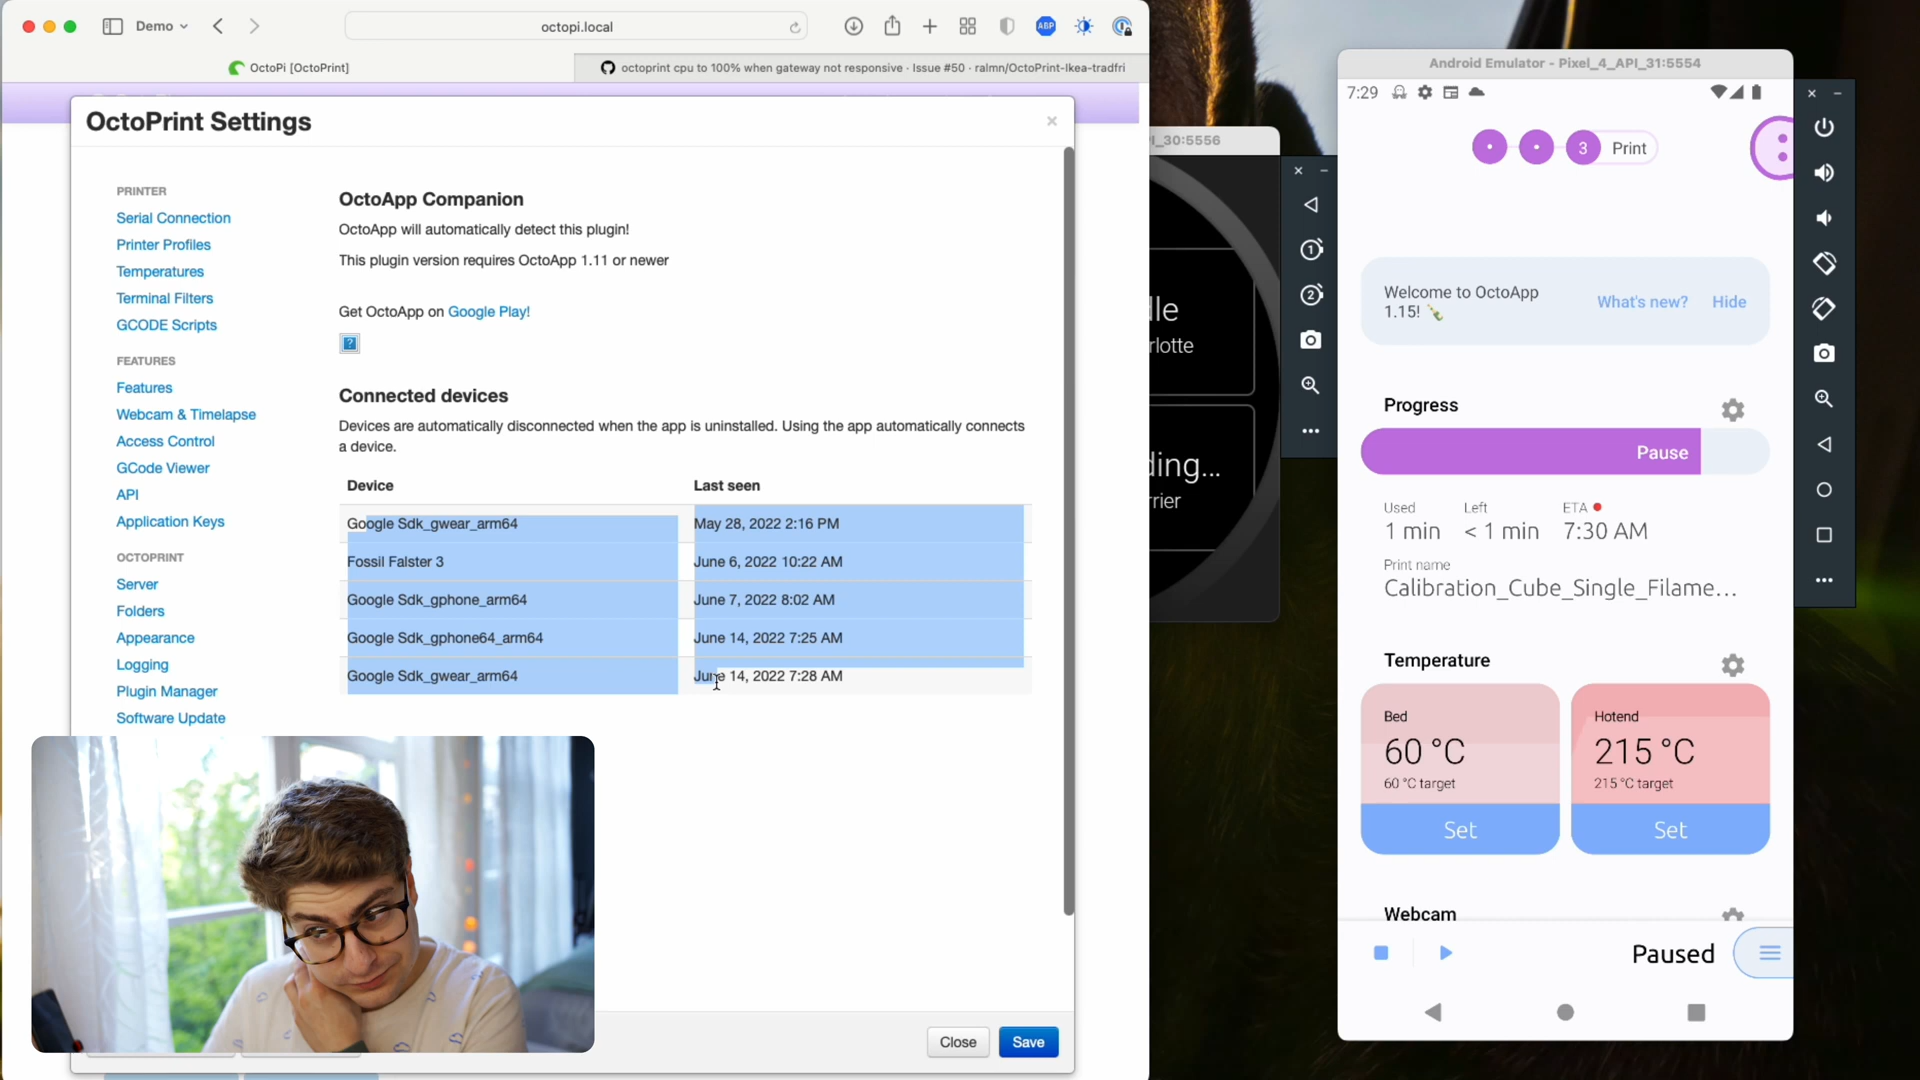 Demo
octopi.local
ABP
OctoPi [OctoPrint]
octoprint cpu to 100% when gateway not responsive · Issue #50 · ralmn/OctoPrint-Ikea-tradfri
OctoPrint Settings
×
PRINTER
Serial Connection
Printer Profiles
Temperatures
Terminal Filters
GCODE Scripts
FEATURES
Features
Webcam & Timelapse
Access Control
GCode Viewer
API
Application Keys
OCTOPRINT
Server
Folders
Appearance
Logging
Plugin Manager
Software Update
OctoApp Companion
OctoApp will automatically detect this plugin!
This plugin version requires OctoApp 1.11 or newer
Get OctoApp on Google Play!
?
Connected devices
Devices are automatically disconnected when the app is uninstalled. Using the app automatically connects
a device.
Device Last seen
Google Sdk_gwear_arm64 May 28, 2022 2:16 PM
Fossil Falster 3 June 6, 2022 10:22 AM
Google Sdk_gphone_arm64 June 7, 2022 8:02 AM
Google Sdk_gphone64_arm64 June 14, 2022 7:25 AM
Google Sdk_gwear_arm64 June 14, 2022 7:28 AM
Close Save
_30:5556
1
2
Android Emulator - Pixel_4_API_31:5554
7:29
3 Print
Welcome to OctoApp
1.15!
What's new? Hide
Progress
Pause
Used Left ETA
1 min < 1 min 7:30 AM
Print name
Calibration_Cube_Single_Filame...
Temperature
Bed
60 °C
60 °C target
Set
Hotend
215 °C
215 °C target
Set
Webcam
Paused